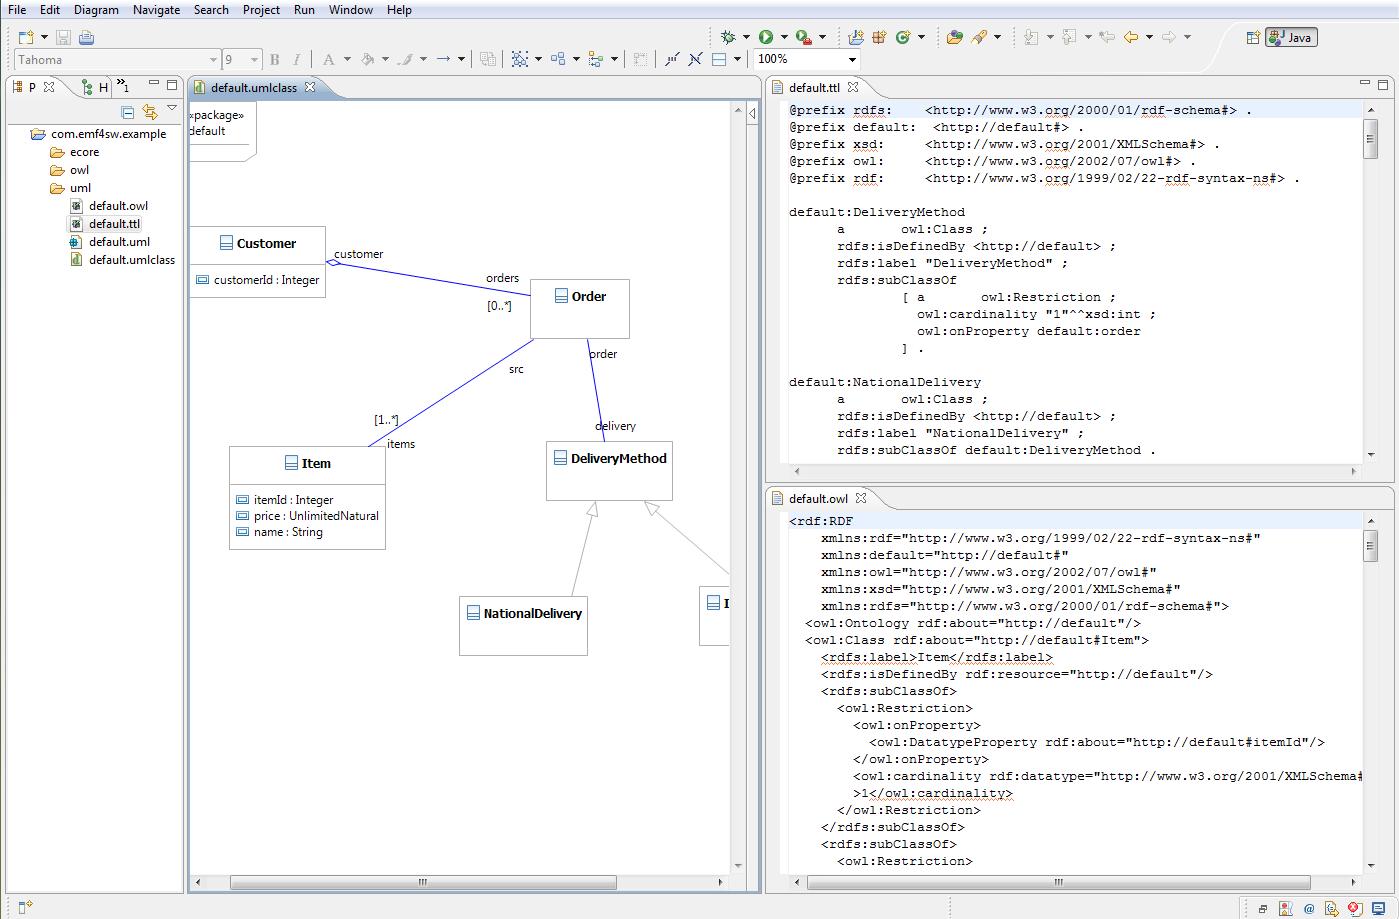 File Edit Diagram Navigate Search Project Run Window Help
Tahoma 9 B I A 100% Java
P H »1
com.emf4sw.example
ecore
owl
uml
default.owl
default.ttl
default.uml
default.umlclass
default.umlclass
«package»
default
Customer
customerId : Integer
customer
orders
[0..*]
Order
src
order
[1..*]
items
delivery
Item
itemId : Integer
price : UnlimitedNatural
name : String
DeliveryMethod
NationalDelivery
I
default.ttl
@prefix rdfs: <http://www.w3.org/2000/01/rdf-schema#> .
@prefix default: <http://default#> .
@prefix xsd: <http://www.w3.org/2001/XMLSchema#> .
@prefix owl: <http://www.w3.org/2002/07/owl#> .
@prefix rdf: <http://www.w3.org/1999/02/22-rdf-syntax-ns#> .
default:DeliveryMethod
a owl:Class ;
rdfs:isDefinedBy <http://default> ;
rdfs:label "DeliveryMethod" ;
rdfs:subClassOf
[ a owl:Restriction ;
owl:cardinality "1"^^xsd:int ;
owl:onProperty default:order
] .
default:NationalDelivery
a owl:Class ;
rdfs:isDefinedBy <http://default> ;
rdfs:label "NationalDelivery" ;
rdfs:subClassOf default:DeliveryMethod .
default.owl
<rdf:RDF
xmlns:rdf="http://www.w3.org/1999/02/22-rdf-syntax-ns#"
xmlns:default="http://default#"
xmlns:owl="http://www.w3.org/2002/07/owl#"
xmlns:xsd="http://www.w3.org/2001/XMLSchema#"
xmlns:rdfs="http://www.w3.org/2000/01/rdf-schema#">
<owl:Ontology rdf:about="http://default"/>
<owl:Class rdf:about="http://default#Item">
<rdfs:label>Item</rdfs:label>
<rdfs:isDefinedBy rdf:resource="http://default"/>
<rdfs:subClassOf>
<owl:Restriction>
<owl:onProperty>
<owl:DatatypeProperty rdf:about="http://default#itemId"/>
</owl:onProperty>
<owl:cardinality rdf:datatype="http://www.w3.org/2001/XMLSchema#
>1</owl:cardinality>
</owl:Restriction>
</rdfs:subClassOf>
<rdfs:subClassOf>
<owl:Restriction>